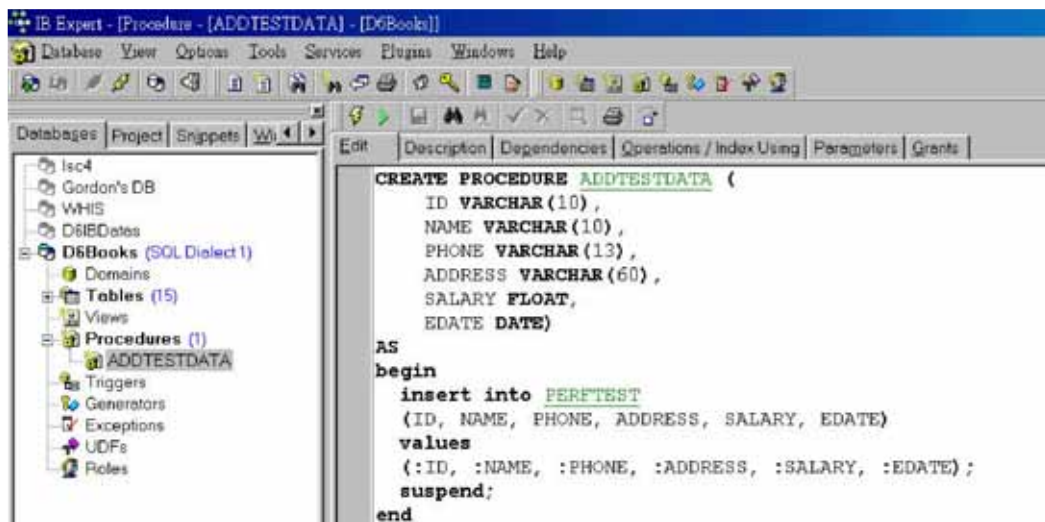 IB Expert - [Procedure - [ADDTESTDATA] - [D6Books]]
Database View Options Tools Services Plugins Windows Help
Databases Project Snippets Wi
Isc4
Gordon's DB
WHIS
D6IBDates
D6Books (SQL Dialect 1)
Domains
Tables (15)
Views
Procedures (1)
ADDTESTDATA
Triggers
Generators
Exceptions
UDFs
Roles
Edit Description Dependencies Operations / Index Using Parameters Grants
CREATE PROCEDURE ADDTESTDATA (
ID VARCHAR(10),
NAME VARCHAR(10),
PHONE VARCHAR(13),
ADDRESS VARCHAR(60),
SALARY FLOAT,
EDATE DATE)
AS
begin
insert into PERFTEST
(ID, NAME, PHONE, ADDRESS, SALARY, EDATE)
values
(:ID, :NAME, :PHONE, :ADDRESS, :SALARY, :EDATE);
suspend;
end